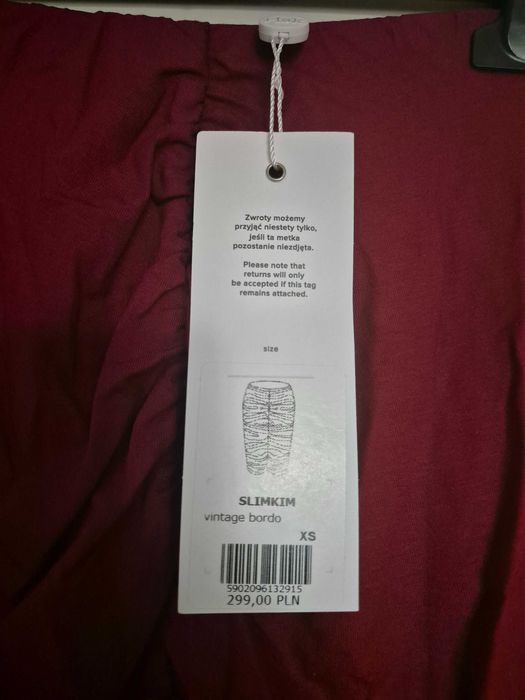 Zwroty możemy
przyjąć niestety tylko,
jeśli ta metka
pozostanie niezdjęta.
Please note that
returns will only
be accepted if this tag
remains attached.
size
SLIMKIM
vintage bordo
XS
5902096132915
299,00 PLN